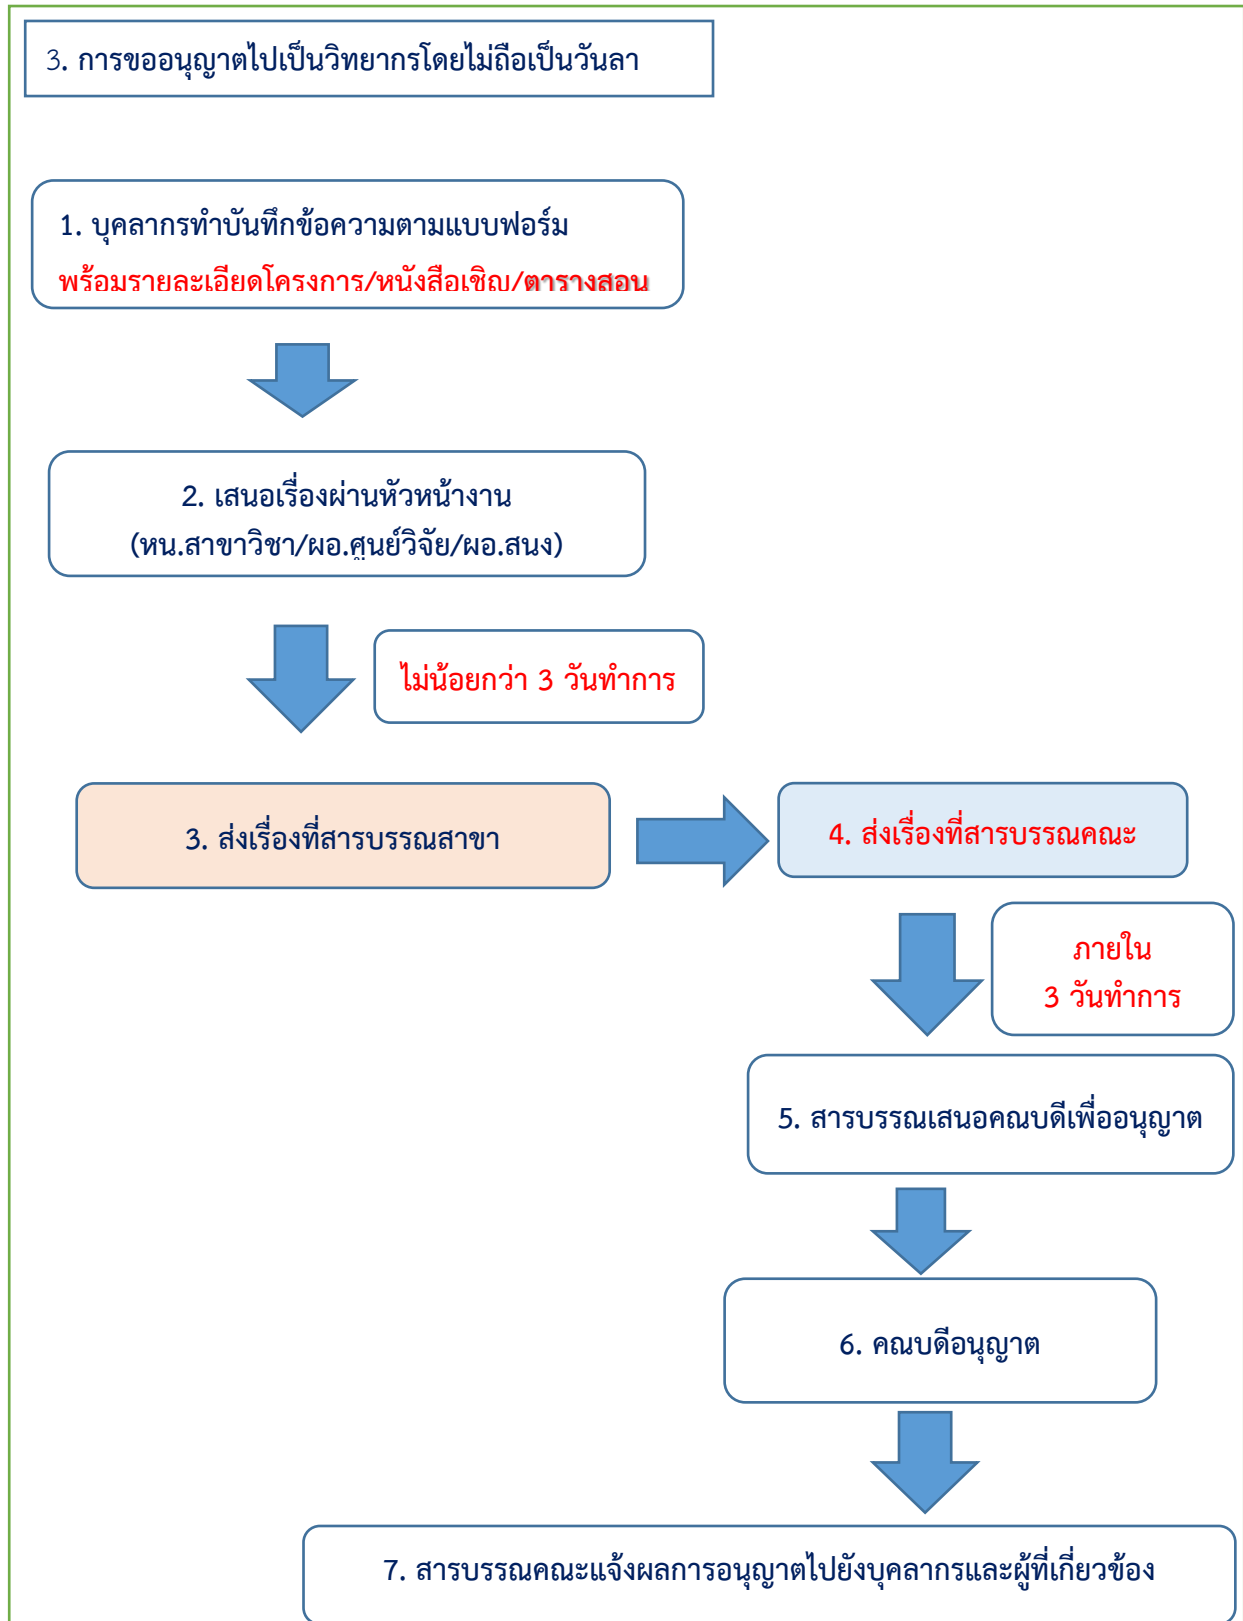 3. การขออนุญาตไปเป็นวิทยากรโดยไม่ถือเป็นวันลา
1. บุคลากรทำบันทึกข้อความตามแบบฟอร์ม
พร้อมรายละเอียดโครงการ/หนังสือเชิญ/ตารางสอน
2. เสนอเรื่องผ่านหัวหน้างาน
(หน.สาขาวิชา/ผอ.ศูนย์วิจัย/ผอ.สนง)
ไม่น้อยกว่า 3 วันทำการ
3. ส่งเรื่องที่สารบรรณสาขา
4. ส่งเรื่องที่สารบรรณคณะ
ภายใน
3 วันทำการ
5. สารบรรณเสนอคณบดีเพื่ออนุญาต
6. คณบดีอนุญาต
7. สารบรรณคณะแจ้งผลการอนุญาตไปยังบุคลากรและผู้ที่เกี่ยวข้อง